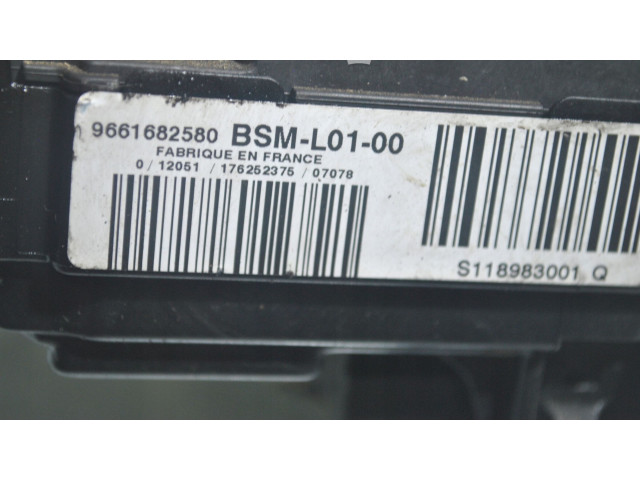 9661682580 BSM-L01-00
FABRIQUE EN FRANCE
0/12051 / 176252375 / 07078
S118983001 Q